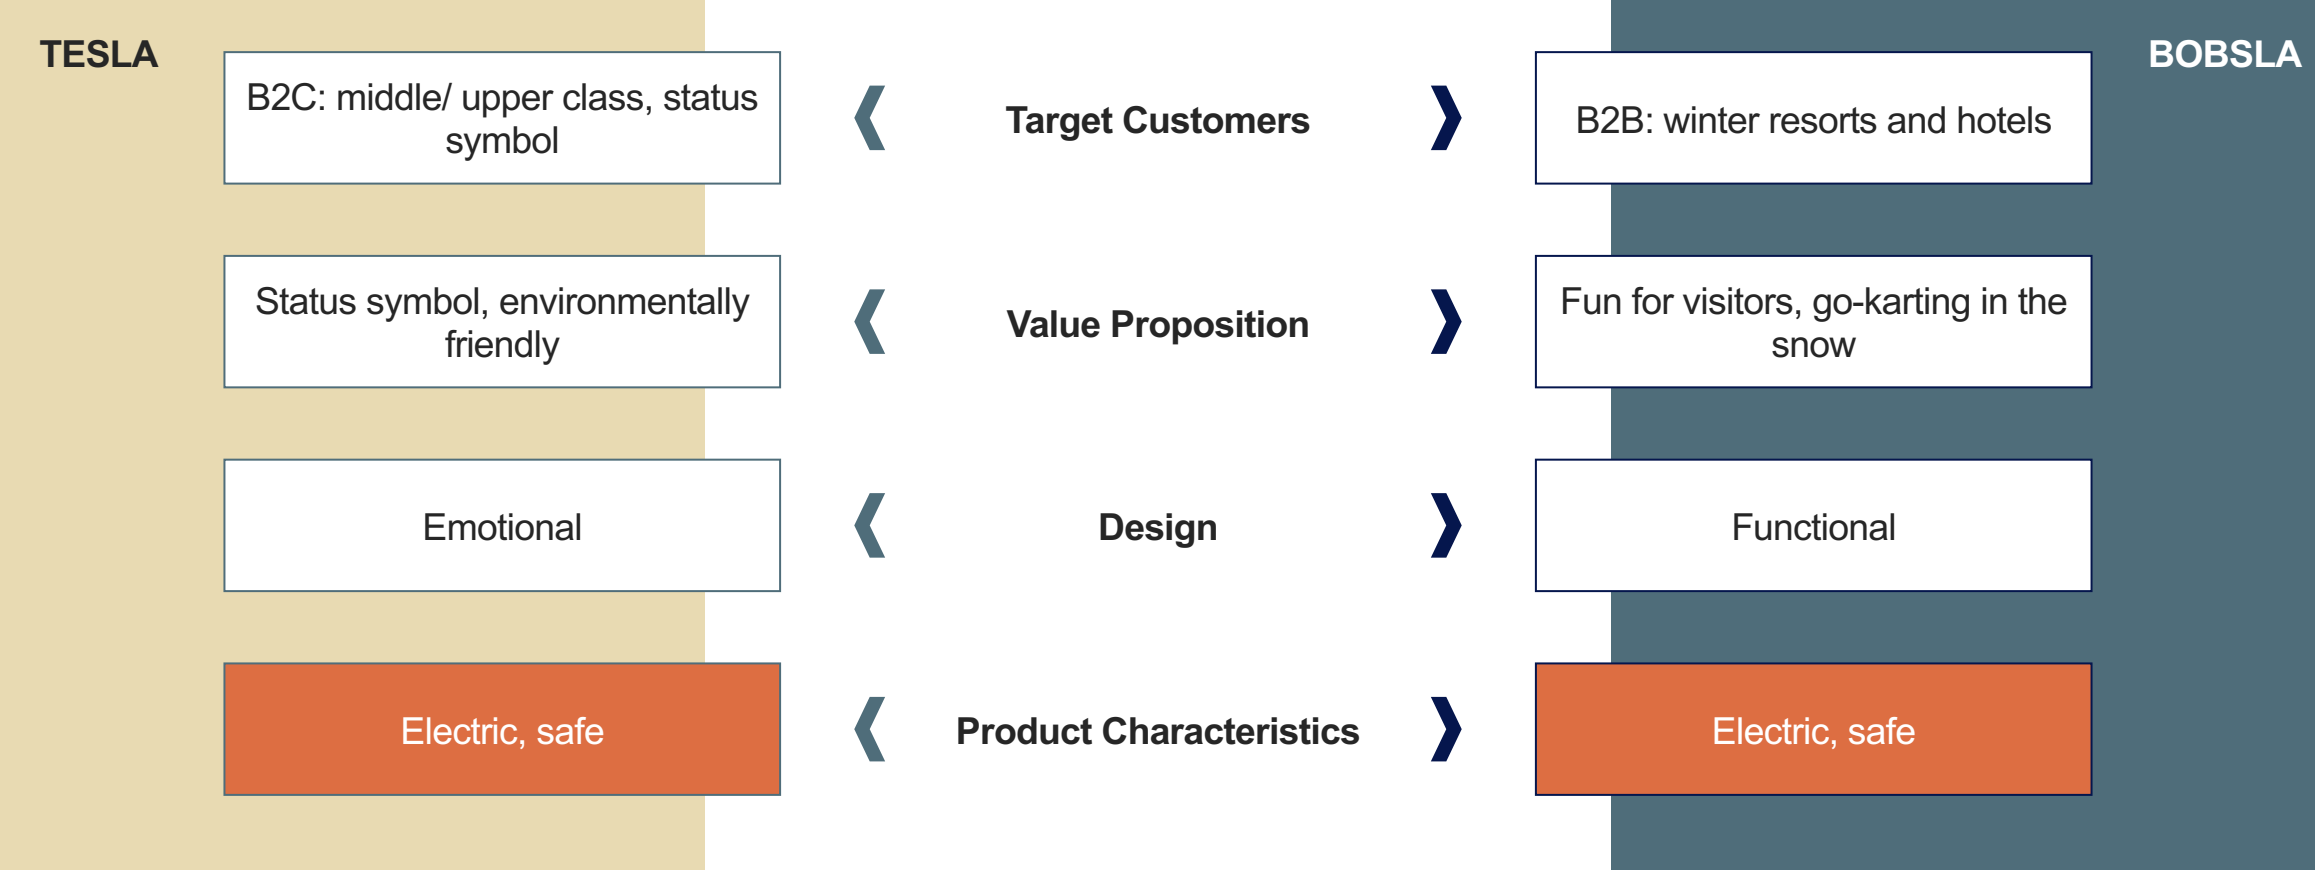 TESLA
BOBSLA
B2C: middle/ upper class, status
symbol
Target Customers
B2B: winter resorts and hotels
Status symbol, environmentally
friendly
Value Proposition
Fun for visitors, go-karting in the
snow
Emotional
Design
Functional
Electric, safe
Product Characteristics
Electric, safe